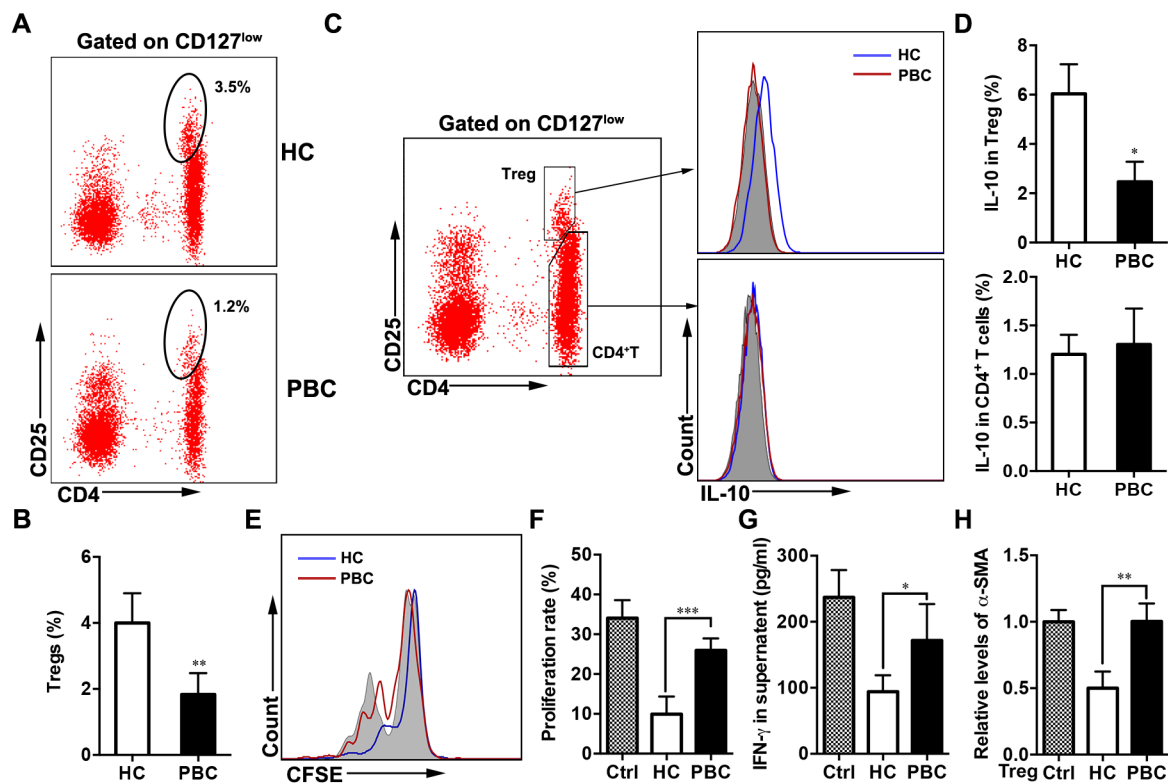 A
Gated on CD127low
3.5%
HC
1.2%
PBC
CD25
CD4
C
Gated on CD127low
Treg
CD4+T
CD25
CD4
HC
PBC
Count
IL-10
D
IL-10 in Treg (%)
8
6
4
2
0
*
HC PBC
IL-10 in CD4+ T cells (%)
2.0
1.5
1.0
0.5
0.0
HC PBC
B
Tregs (%)
6
4
2
0
**
HC PBC
E
HC
PBC
Count
CFSE
F
Proliferation rate (%)
50
40
30
20
10
0
***
Ctrl HC PBC
G
IFN-γ in supernatent (pg/ml)
300
200
100
0
*
Ctrl HC PBC
H
Relative levels of α-SMA
1.5
1.0
0.5
0.0
**
Treg Ctrl HC PBC